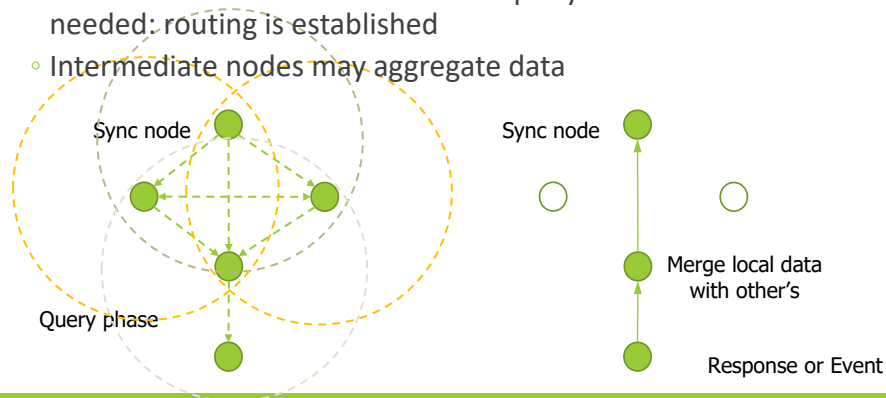 needed: routing is established
Intermediate nodes may aggregate data
Sync node
Query phase
Sync node
Merge local data
with other's
Response or Event